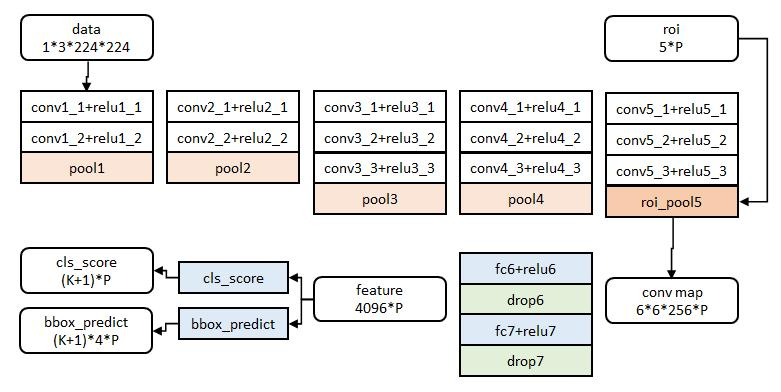 data
1*3*224*224
roi
5*P
conv1_1+relu1_1
conv1_2+relu1_2
pool1
conv2_1+relu2_1
conv2_2+relu2_2
pool2
conv3_1+relu3_1
conv3_2+relu3_2
conv3_3+relu3_3
pool3
conv4_1+relu4_1
conv4_2+relu4_2
conv4_3+relu4_3
pool4
conv5_1+relu5_1
conv5_2+relu5_2
conv5_3+relu5_3
roi_pool5
cls_score
(K+1)*P
bbox_predict
(K+1)*4*P
cls_score
bbox_predict
feature
4096*P
fc6+relu6
drop6
fc7+relu7
drop7
conv map
6*6*256*P